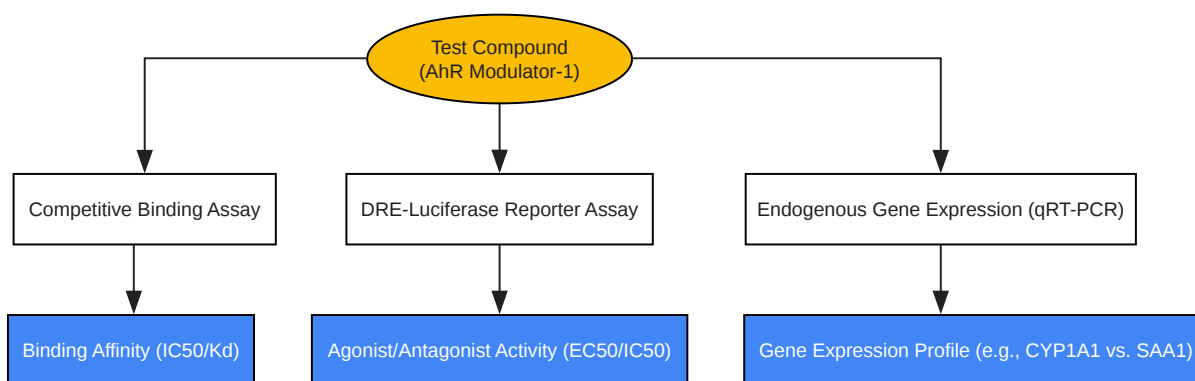 Test Compound
(AhR Modulator-1)
Competitive Binding Assay
DRE-Luciferase Reporter Assay
Endogenous Gene Expression (qRT-PCR)
Binding Affinity (IC50/Kd)
Agonist/Antagonist Activity (EC50/IC50)
Gene Expression Profile (e.g., CYP1A1 vs. SAA1)